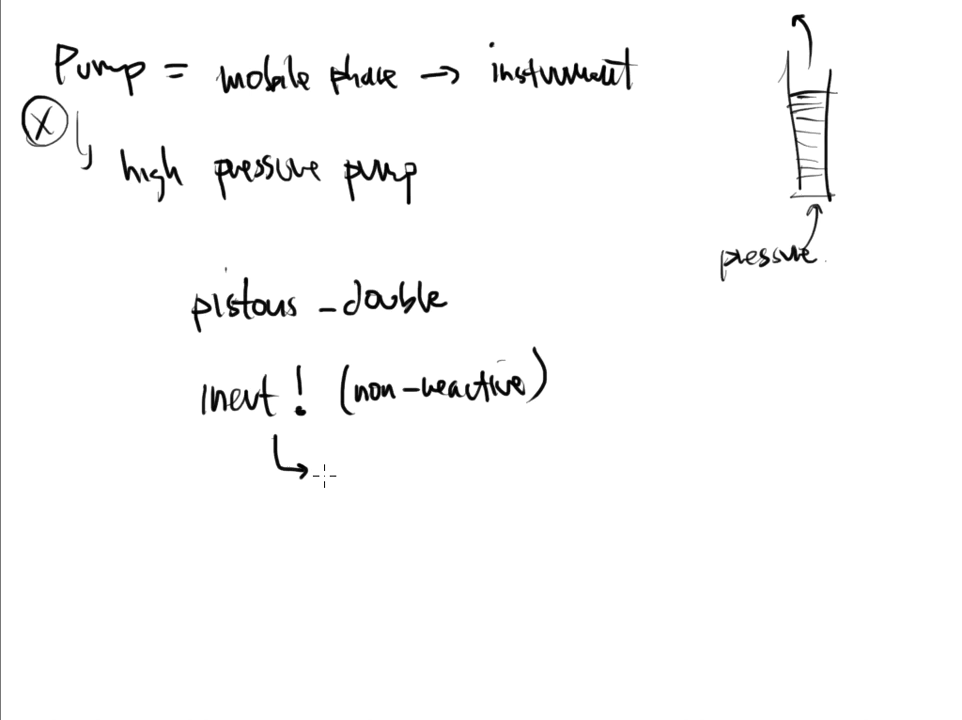 Pump = mobile phase → instrument
X
high pressure pump
pressure
pistons - double
inert! (non-reactive)